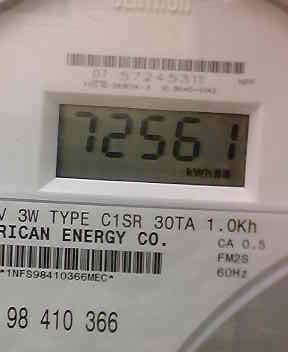 72561
kWh
V 3W TYPE C1SR 30TA 1.0Kh
RICAN ENERGY CO.
CA 0.5
FM2S
60Hz
*1NFS98410366MEC*
98 410 366